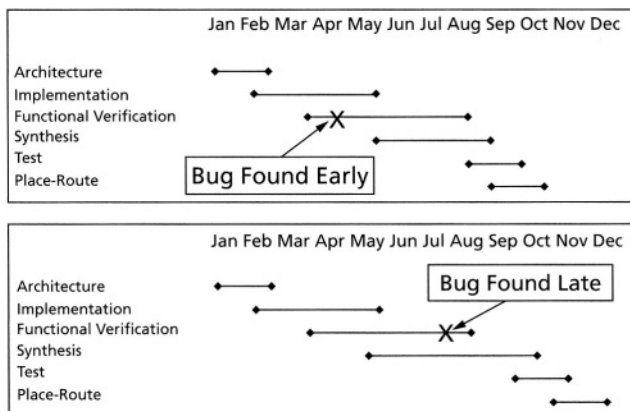 Jan Feb Mar Apr May Jun Jul Aug Sep Oct Nov Dec
Architecture
Implementation
Functional Verification
X
Synthesis
Bug Found Early
Test
Place-Route
Jan Feb Mar Apr May Jun Jul Aug Sep Oct Nov Dec
Architecture
Bug Found Late
Implementation
Functional Verification
X
Synthesis
Test
Place-Route